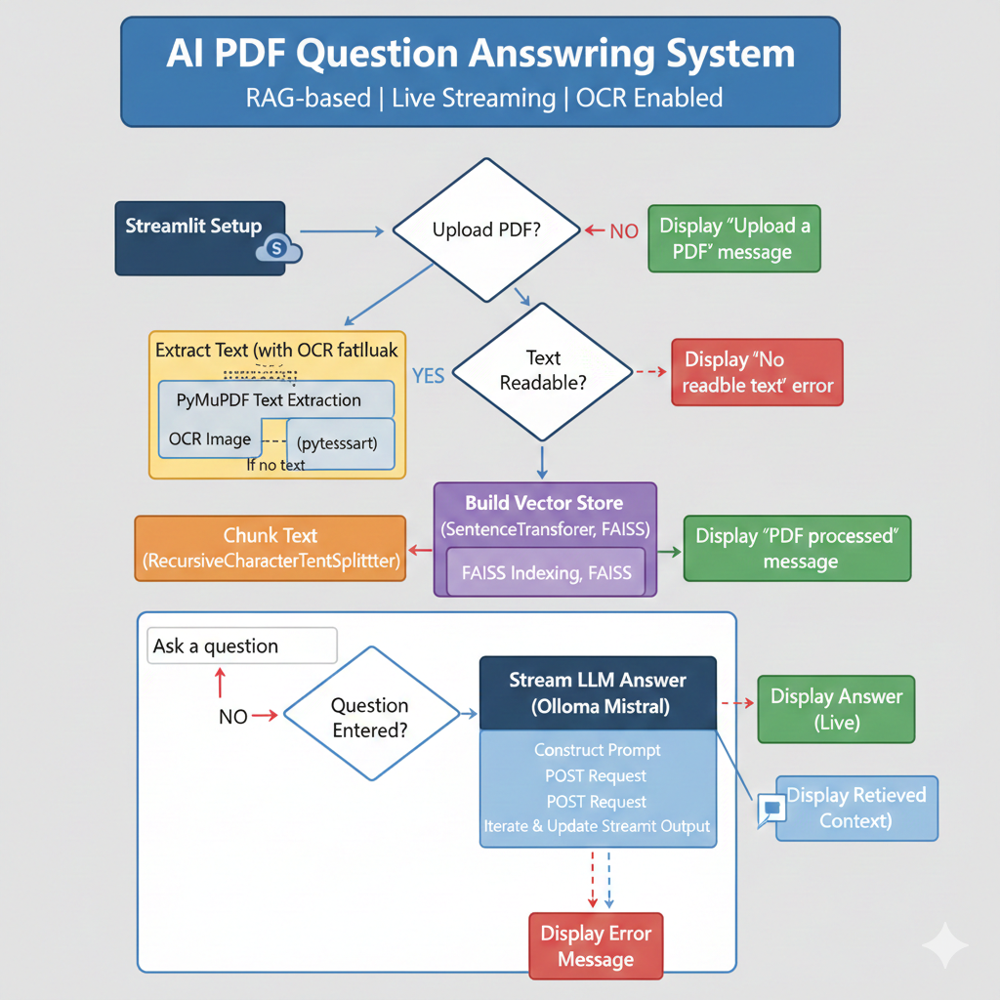 AI PDF Question Ansswring System
RAG-based | Live Streaming | OCR Enabled
Streamlit Setup
S
Upload PDF?
NO
Display “Upload a
PDF” message
Extract Text (with OCR fatlluak
PyMuPDF Text Extraction
OCR Image
(pytesssart)
If no text
YES
Text
Readable?
Display “No
readble text” error
Build Vector Store
(SentenceTransforer, FAISS)
FAISS Indexing, FAISS
Chunk Text
(RecursiveCharacterTentSplittter)
Display “PDF processed”
message
Ask a question
NO
Question
Entered?
Stream LLM Answer
(Olloma Mistral)
Construct Prompt
POST Request
POST Request
Iterate & Update Streamt Output
Display Answer
(Live)
Display Retieved
Context)
Display Error
Message